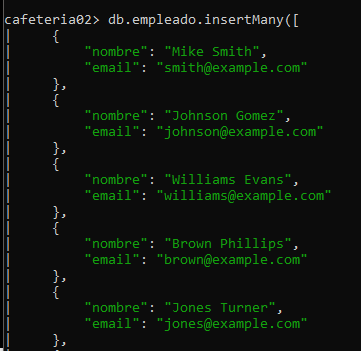 cafeteria02> db.empleado.insertMany([
|     {
|         "nombre": "Mike Smith",
|         "email": "smith@example.com"
|     },
|     {
|         "nombre": "Johnson Gomez",
|         "email": "johnson@example.com"
|     },
|     {
|         "nombre": "Williams Evans",
|         "email": "williams@example.com"
|     },
|     {
|         "nombre": "Brown Phillips",
|         "email": "brown@example.com"
|     },
|     {
|         "nombre": "Jones Turner",
|         "email": "jones@example.com"
|     },